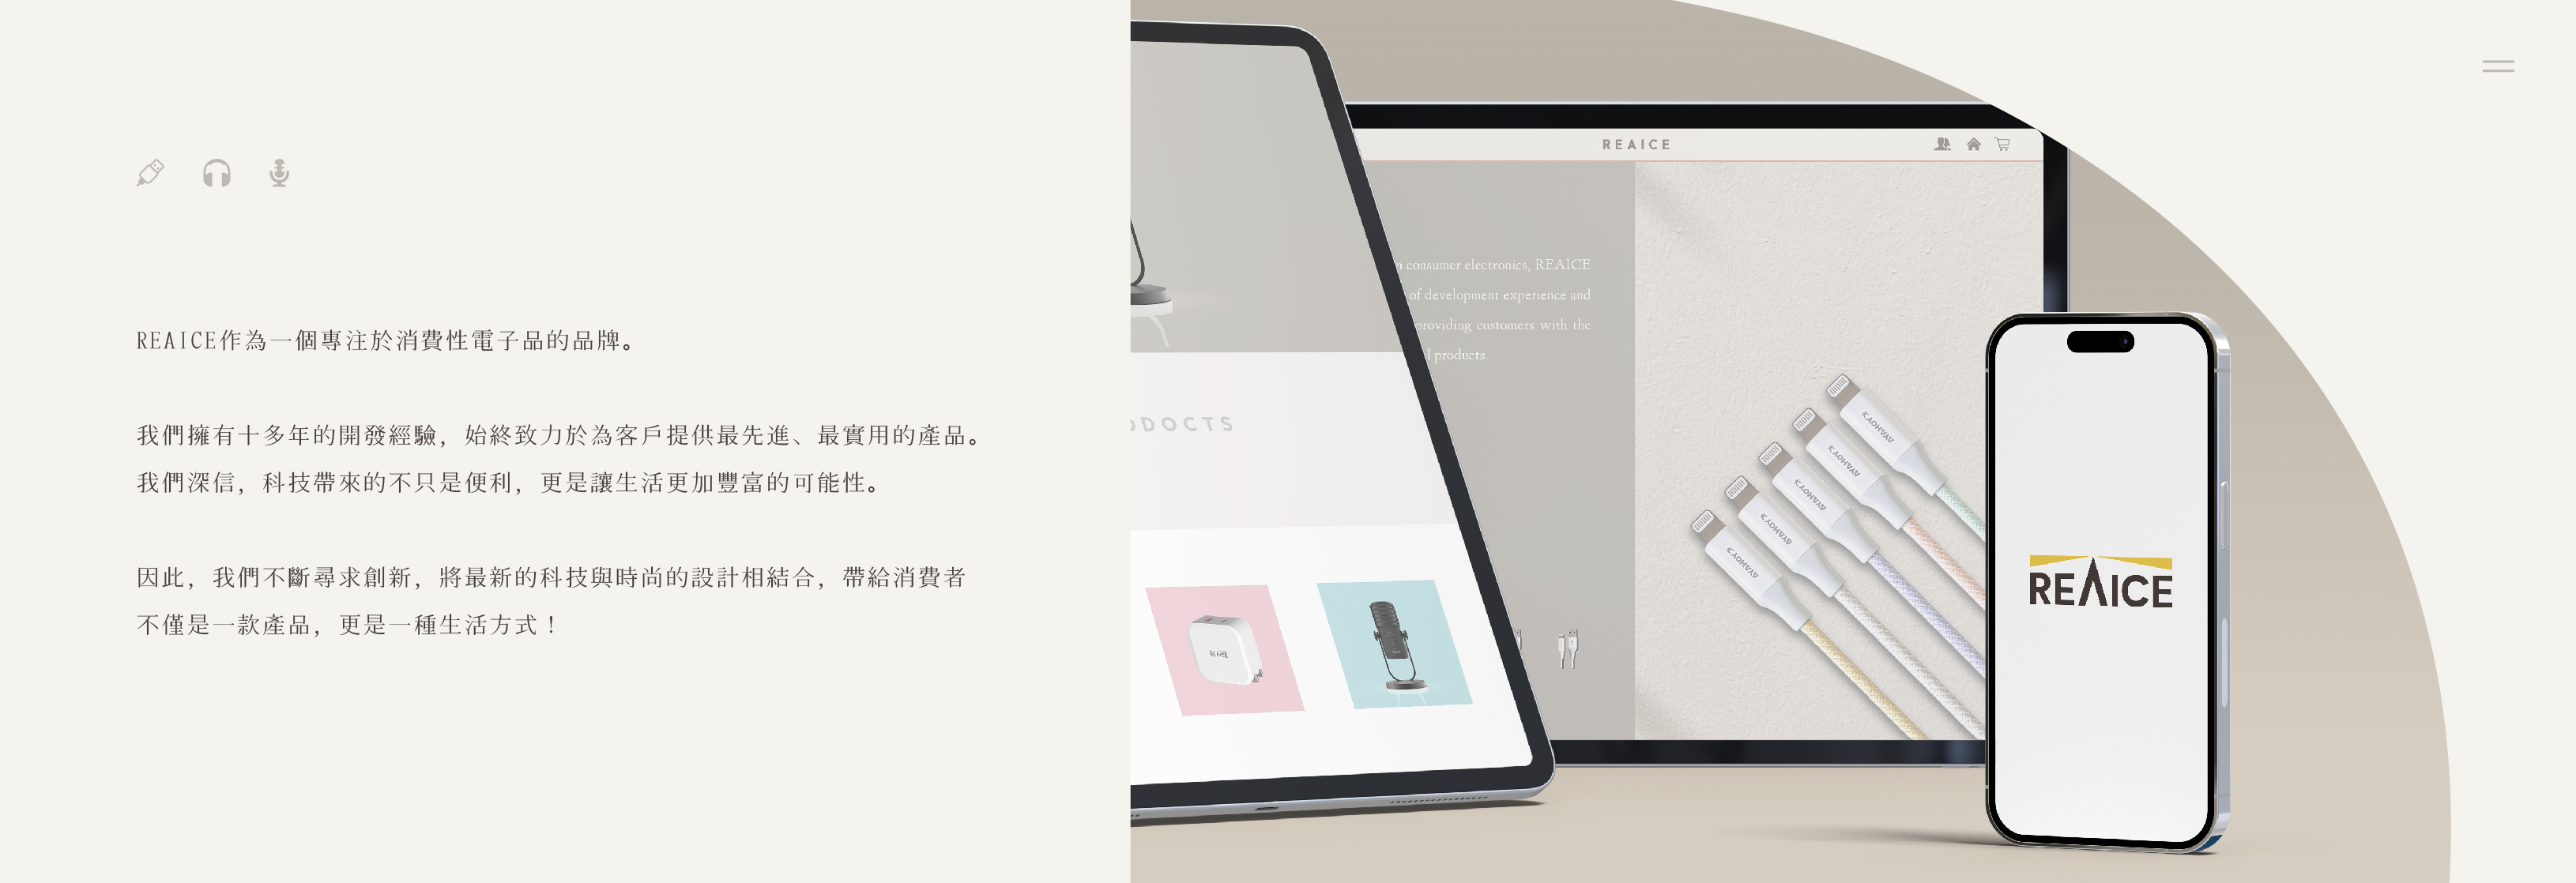 REAICE作為一個專注於消費性電子品的品牌。
我們擁有十多年的開發經驗，始終致力於為客戶提供最先進、最實用的產品。
我們深信，科技帶來的不只是便利，更是讓生活更加豐富的可能性。
因此，我們不斷尋求創新，將最新的科技與時尚的設計相結合，帶給消費者
不僅是一款產品，更是一種生活方式！
REAICE
consumer electronics, REAICE
of development experience and
providing customers with the
products.
DOCTS
REAICE
AVAHOYA
AVAHOYA
AVAHOYA
AVAHOYA
AVAHOYA
REAICE